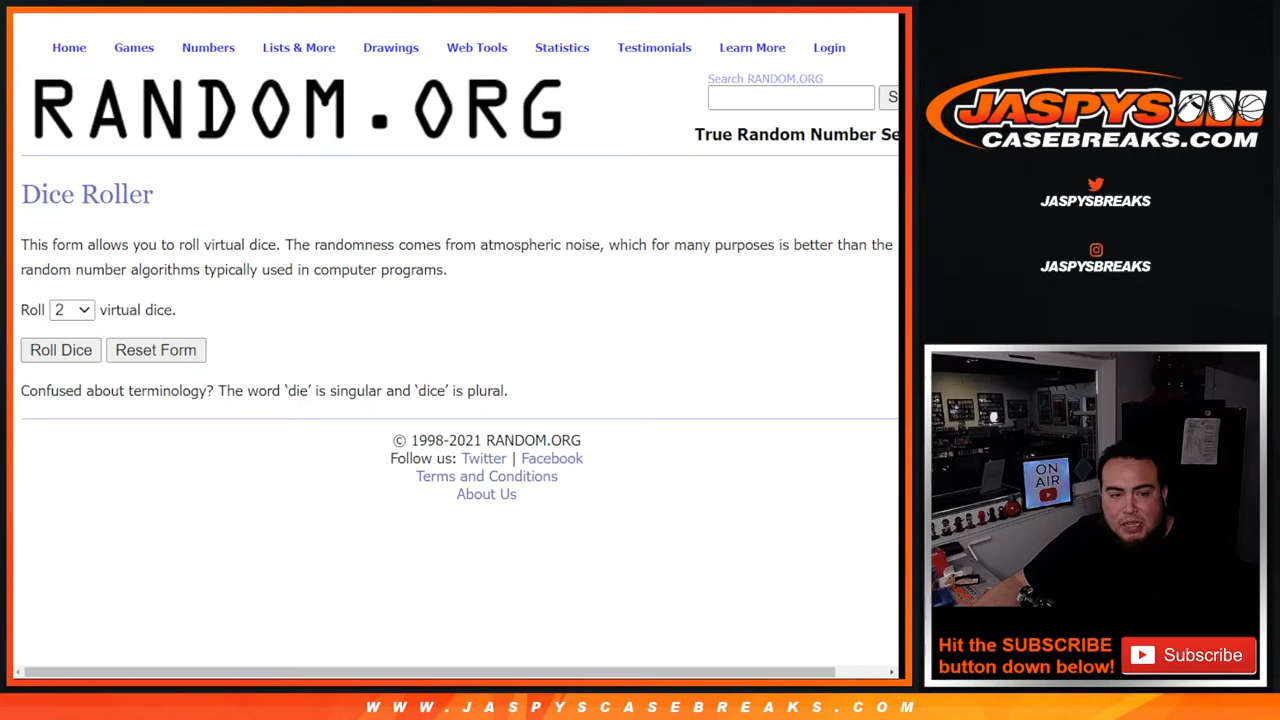 Home Games Numbers Lists & More Drawings Web Tools Statistics Testimonials Learn More Login
RANDOM.ORG
Search RANDOM.ORG
S
True Random Number Se
Dice Roller
This form allows you to roll virtual dice. The randomness comes from atmospheric noise, which for many purposes is better than the
random number algorithms typically used in computer programs.
Roll 2 virtual dice.
Roll Dice Reset Form
Confused about terminology? The word ‘die’ is singular and ‘dice’ is plural.
© 1998-2021 RANDOM.ORG
Follow us: Twitter | Facebook
Terms and Conditions
About Us
JASPYS
CASEBREAKS.COM
JASPYSBREAKS
JASPYSBREAKS
ON
AIR
Hit the SUBSCRIBE
button down below!
Subscribe
WWW.JASPYSCASEBREAKS.COM